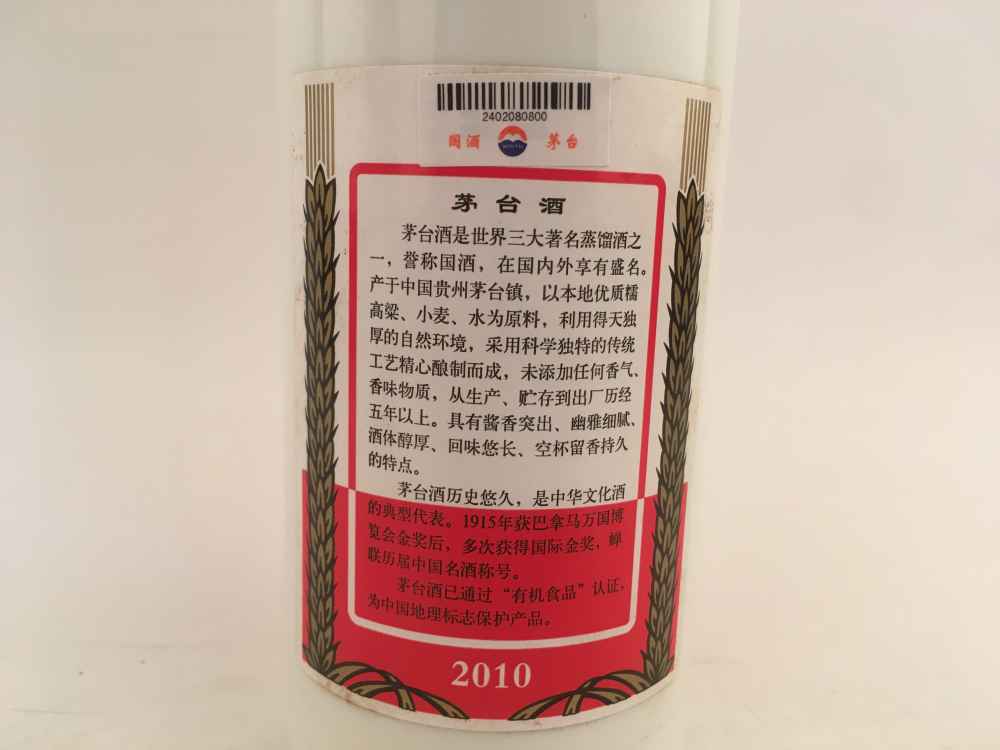 2402080800
国酒 茅台
茅台酒
茅台酒是世界三大著名蒸馏酒之
一，誉称国酒，在国内外享有盛名。
产于中国贵州茅台镇，以本地优质糯
高粱、小麦、水为原料，利用得天独
厚的自然环境，采用科学独特的传统
工艺精心酿制而成，未添加任何香气、
香味物质，从生产、贮存到出厂历经
五年以上。具有酱香突出、幽雅细腻、
酒体醇厚、回味悠长、空杯留香持久
的特点。
茅台酒历史悠久，是中华文化酒
的典型代表。1915年获巴拿马万国博
览会金奖后，多次获得国际金奖，蝉
联历届中国名酒称号。
茅台酒已通过“有机食品”认证，
为中国地理标志保护产品。
2010